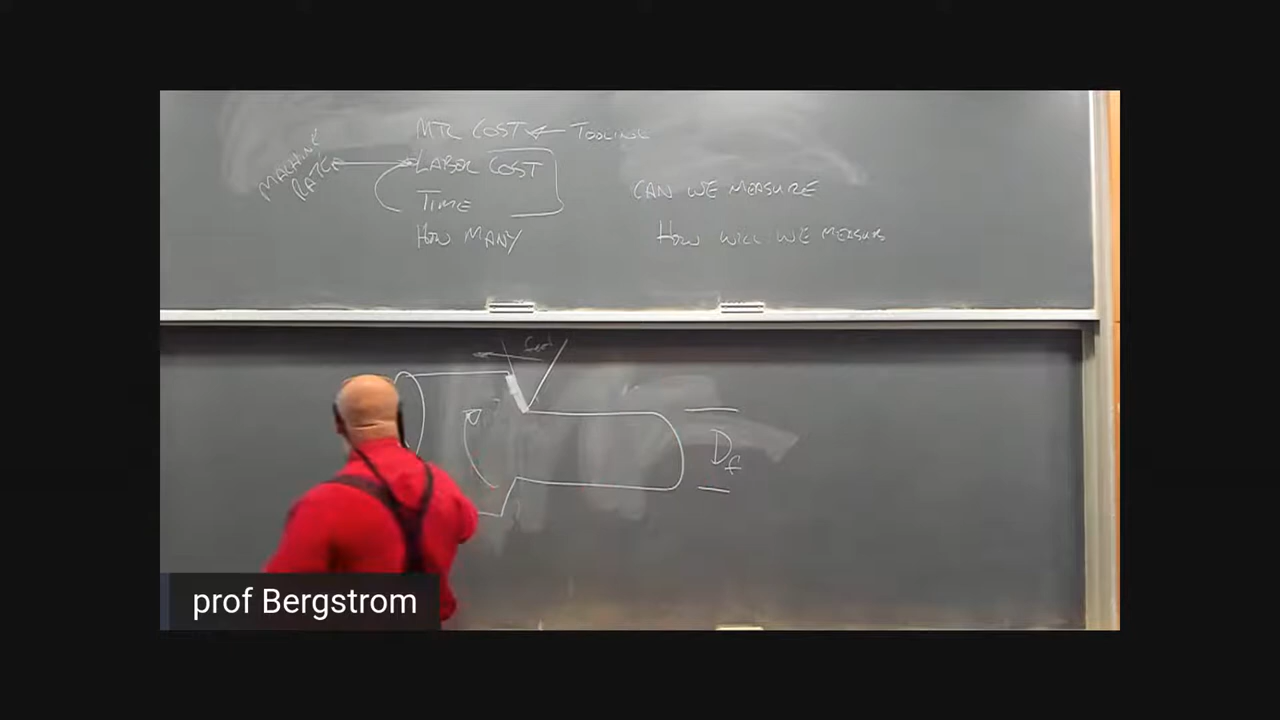 MTL COST ← TOOLING
MACHINE
RATE
LABOR COST
TIME
HOW MANY
CAN WE MEASURE
HOW WILL WE MEASURE
feed
Df
prof Bergstrom